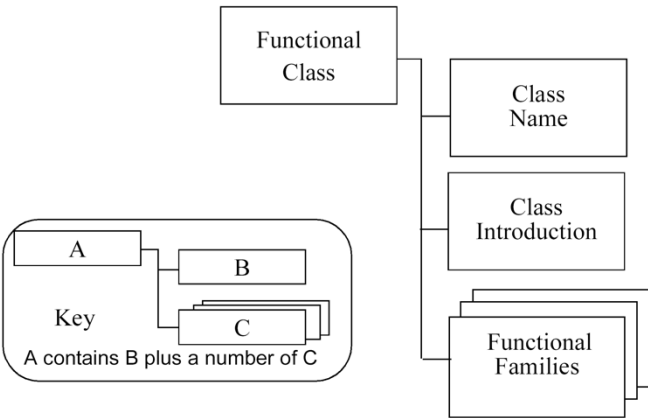 Functional
Class
Class
Name
Class
Introduction
Functional
Families
A
B
C
Key
A contains B plus a number of C